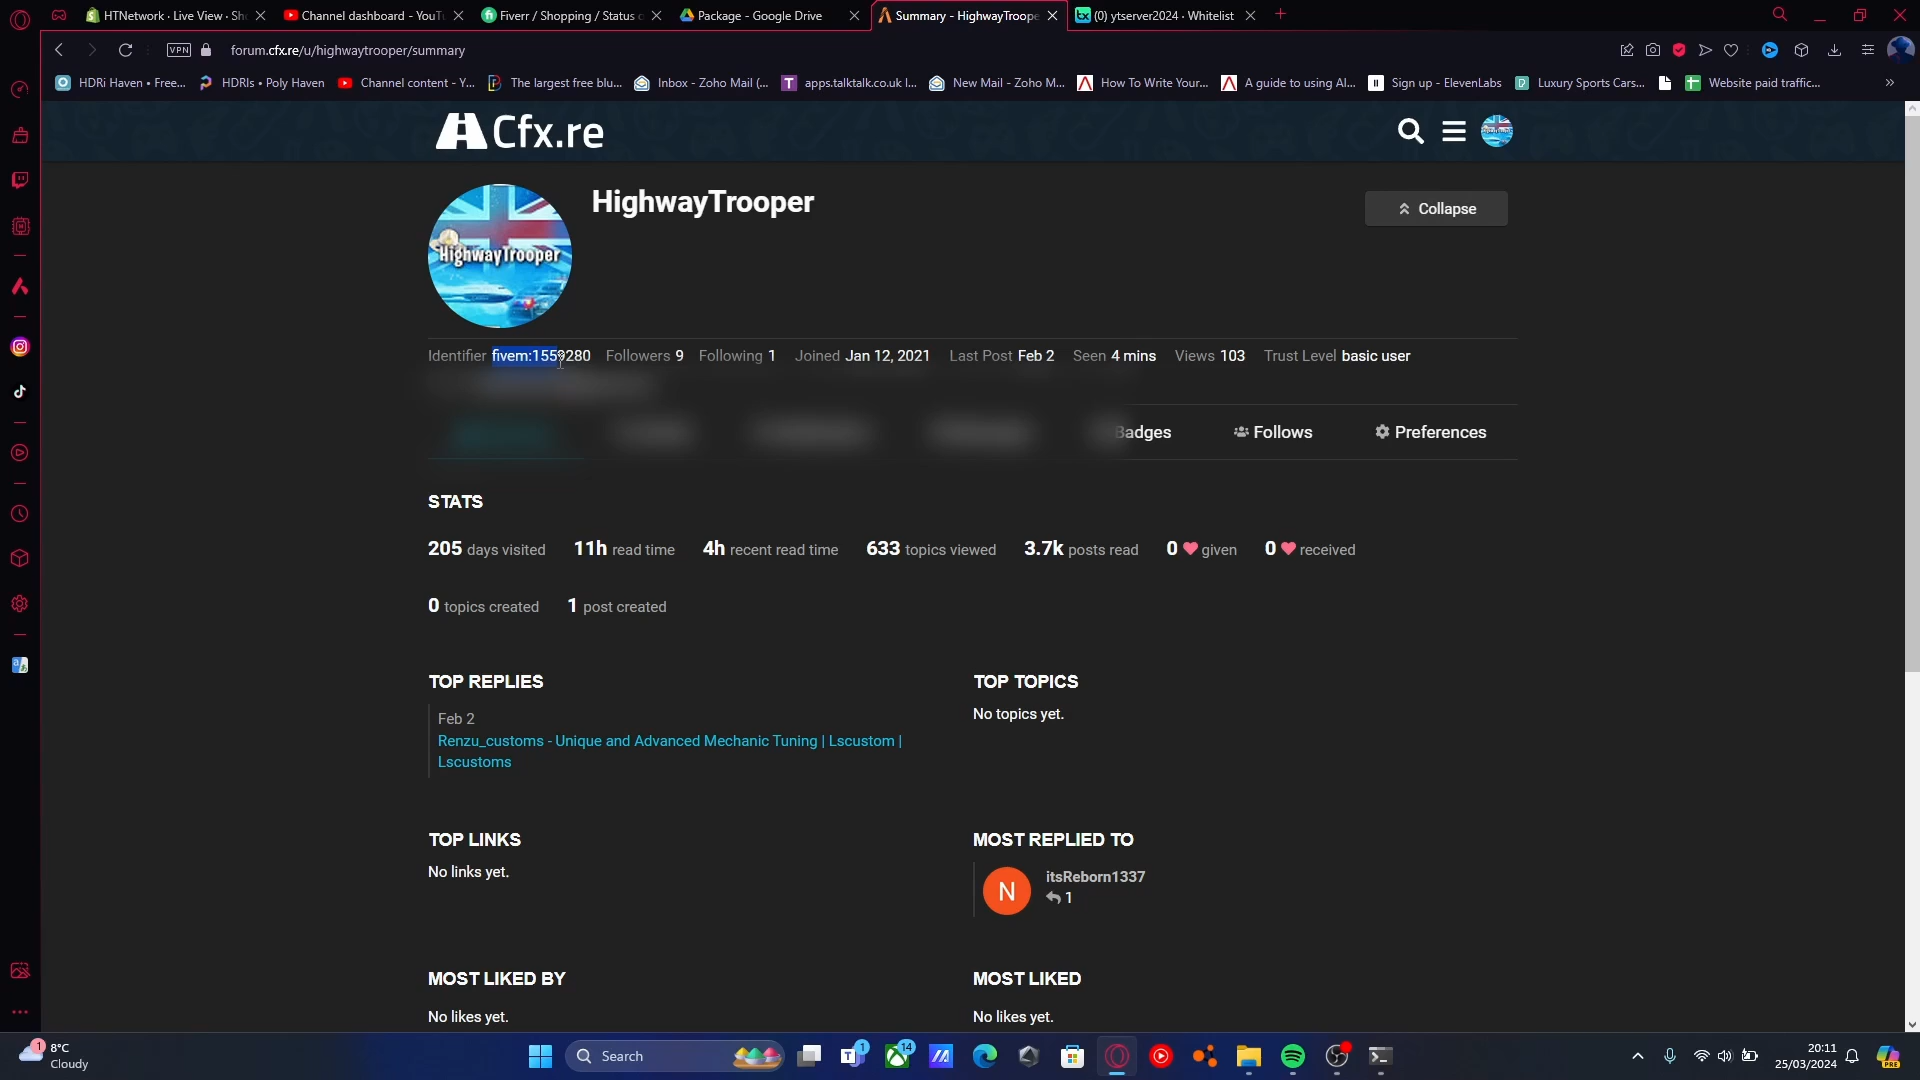 HTNetwork · Live View · Sh
Channel dashboard - YouT
Fiverr / Shopping / Status c
Package - Google Drive
Summary - HighwayTroope
(0) ytserver2024 · Whitelist
VPN
forum.cfx.re/u/highwaytrooper/summary
HDRi Haven • Free...
HDRIs • Poly Haven
Channel content - Y...
The largest free blu...
Inbox - Zoho Mail (...
apps.talktalk.co.uk l...
New Mail - Zoho M...
How To Write Your...
A guide to using AI...
Sign up - ElevenLabs
Luxury Sports Cars...
Website paid traffic...
Cfx.re
HighwayTrooper
Collapse
HighwayTrooper
Identifier fivem:1559280 Followers 9 Following 1 Joined Jan 12, 2021 Last Post Feb 2 Seen 4 mins Views 103 Trust Level basic user
Badges
Follows
Preferences
STATS
205 days visited 11h read time 4h recent read time 633 topics viewed 3.7k posts read 0 given 0 received
0 topics created 1 post created
TOP REPLIES
Feb 2
Renzu_customs - Unique and Advanced Mechanic Tuning | Lscustom |
Lscustoms
TOP TOPICS
No topics yet.
TOP LINKS
No links yet.
MOST REPLIED TO
N
itsReborn1337
1
MOST LIKED BY
No likes yet.
MOST LIKED
No likes yet.
1
8°C
Cloudy
Search
1
14
20:11
25/03/2024
PRE